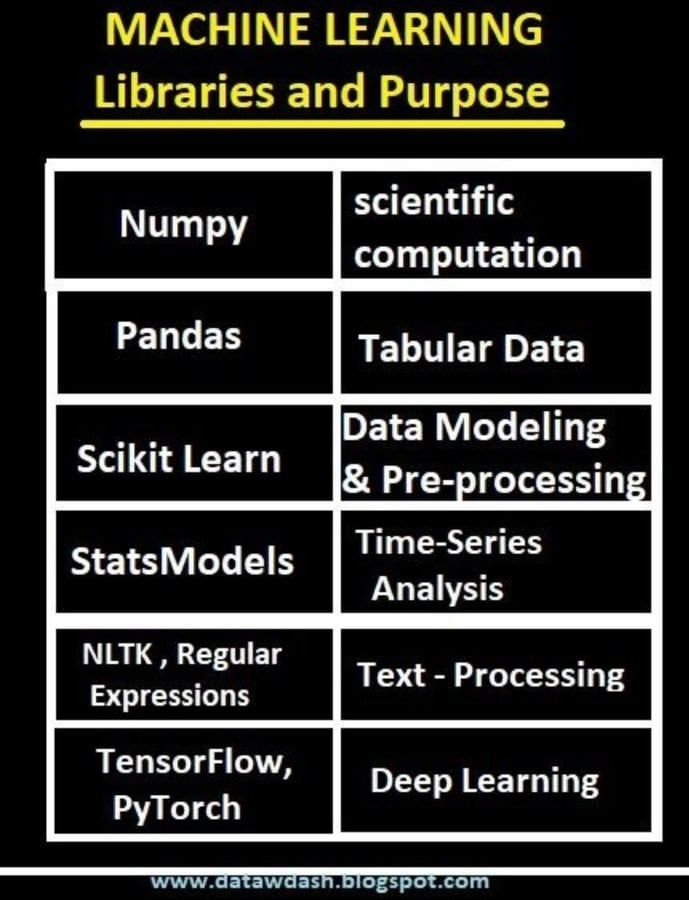 MACHINE LEARNING
Libraries and Purpose
Numpy
scientific
computation
Pandas
Tabular Data
Scikit Learn
Data Modeling
& Pre-processing
StatsModels
Time-Series
Analysis
NLTK , Regular
Expressions
Text - Processing
TensorFlow,
PyTorch
Deep Learning
www.datawdash.blogspot.com